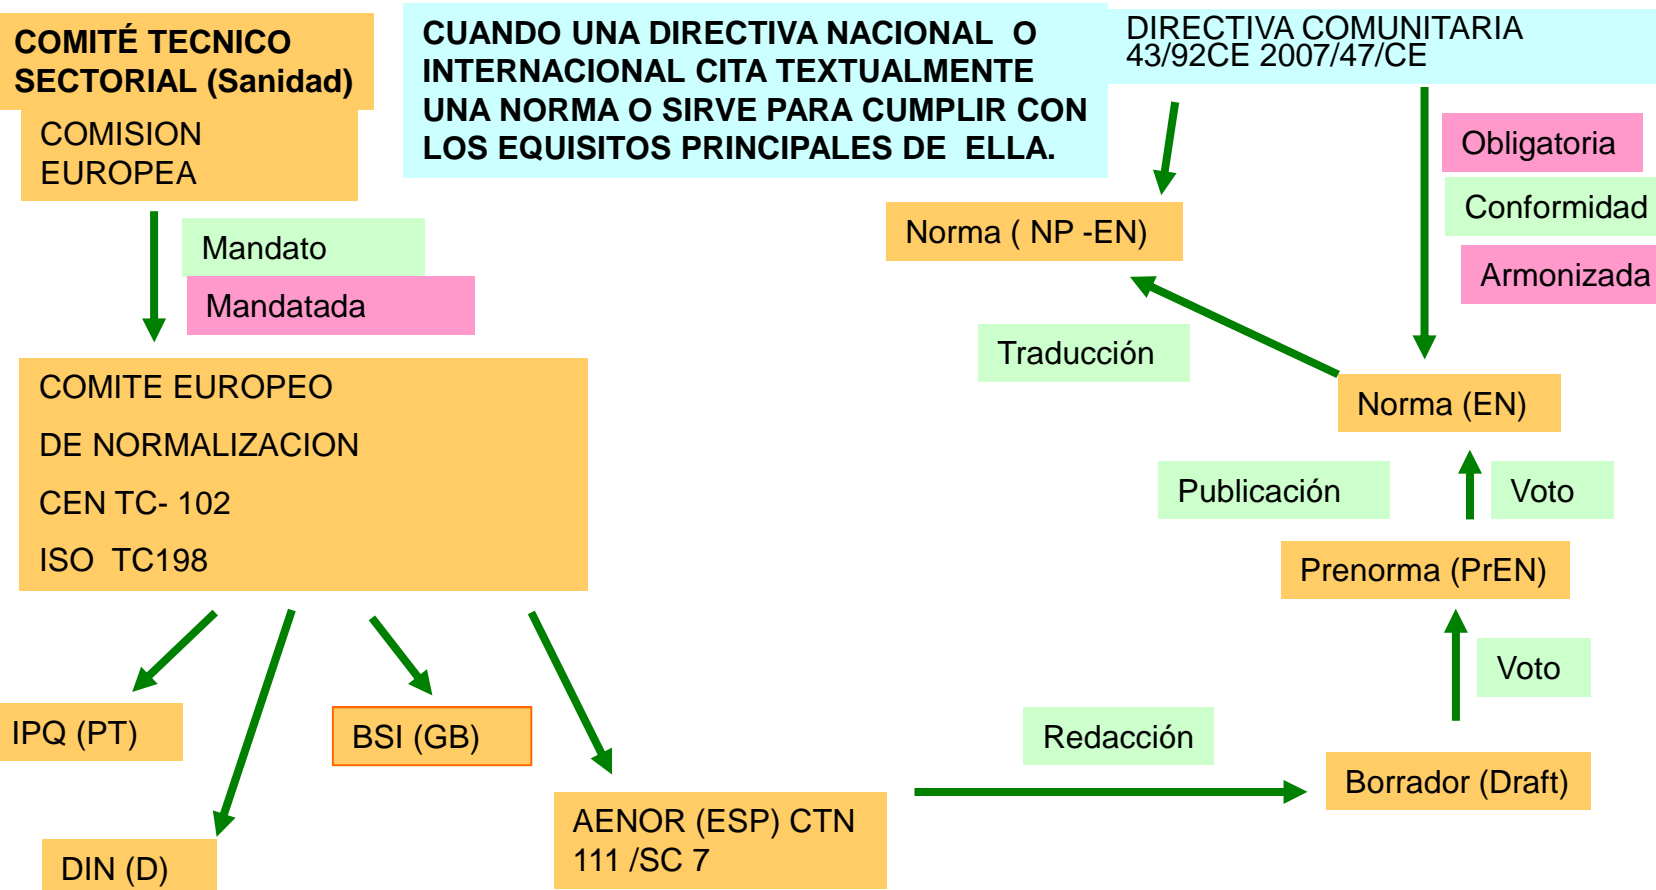 COMITÉ TECNICO
SECTORIAL (Sanidad)
COMISION
EUROPEA
CUANDO UNA DIRECTIVA NACIONAL O
INTERNACIONAL CITA TEXTUALMENTE
UNA NORMA O SIRVE PARA CUMPLIR CON
LOS EQUISITOS PRINCIPALES DE ELLA.
DIRECTIVA COMUNITARIA
43/92CE 2007/47/CE
Obligatoria
Conformidad
Armonizada
Mandato
Mandatada
Norma ( NP -EN)
Traducción
Norma (EN)
COMITE EUROPEO
DE NORMALIZACION
CEN TC- 102
ISO TC198
Publicación
Voto
Prenorma (PrEN)
Voto
IPQ (PT)
BSI (GB)
Redacción
Borrador (Draft)
AENOR (ESP) CTN
111 /SC 7
DIN (D)